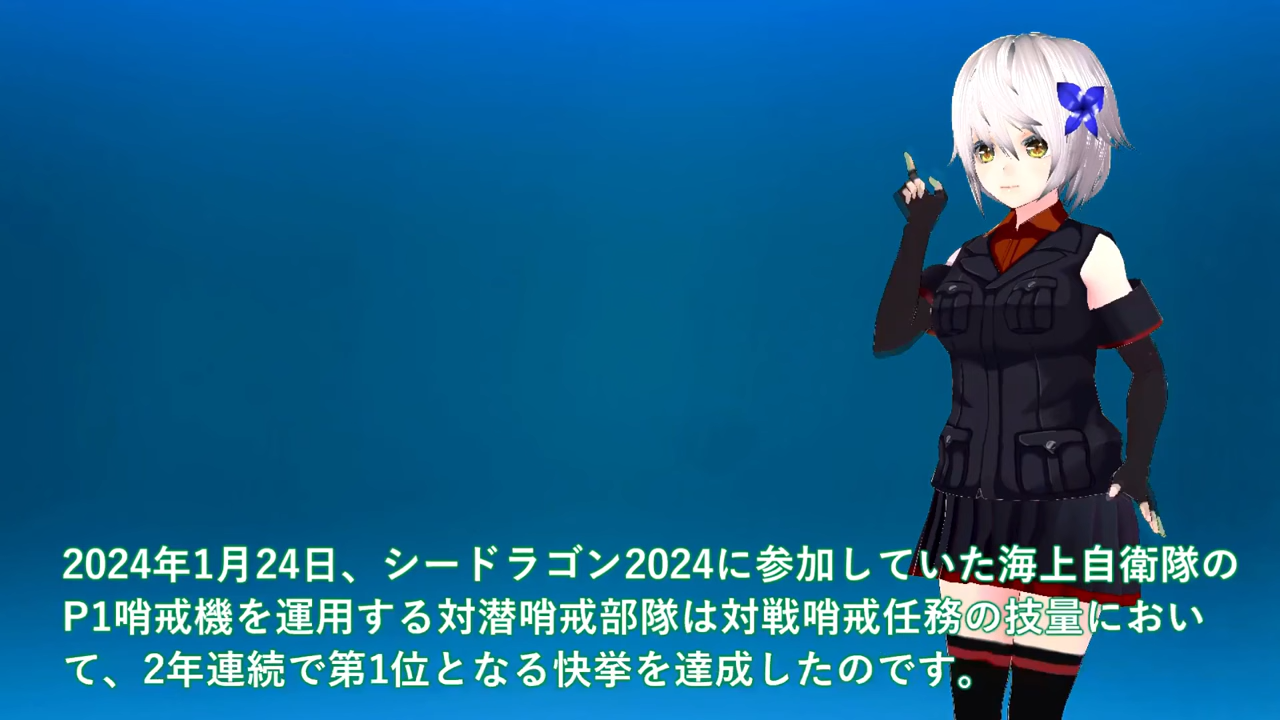 2024年1月24日、シードラゴン2024に参加していた海上自衛隊の
P1哨戒機を運用する対潜哨戒部隊は対戦哨戒任務の技量におい
て、2年連続で第1位となる快挙を達成したのです。